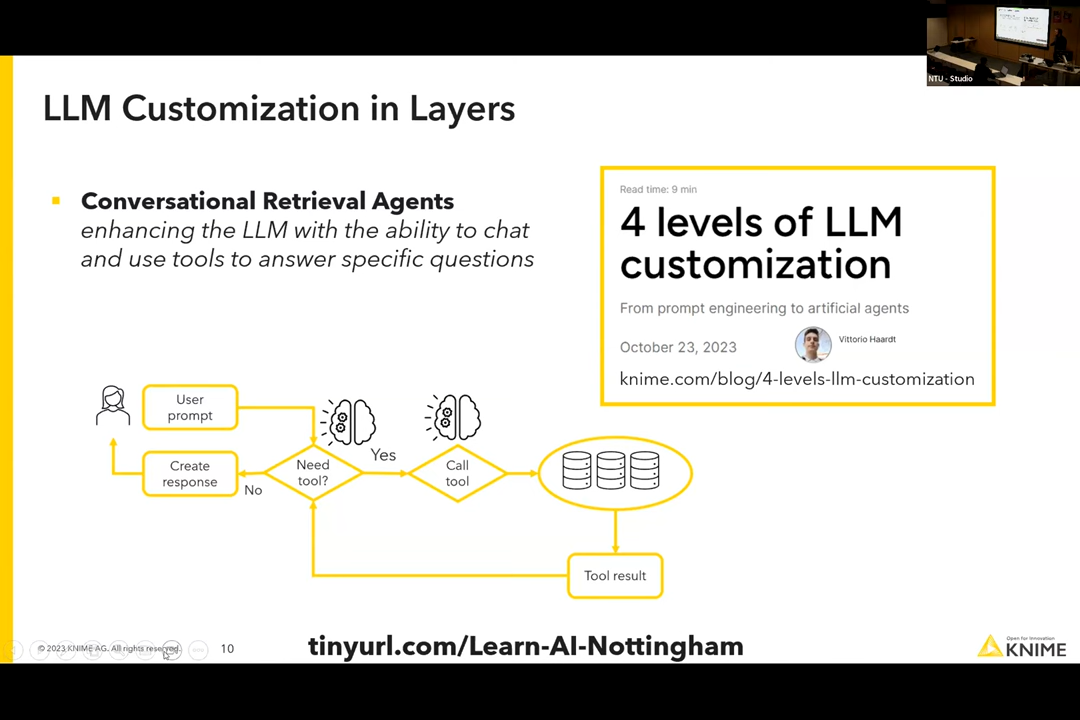 NTU - Studio
LLM Customization in Layers
Conversational Retrieval Agents
enhancing the LLM with the ability to chat
and use tools to answer specific questions
Read time: 9 min
4 levels of LLM
customization
From prompt engineering to artificial agents
October 23, 2023
Vittorio Haardt
knime.com/blog/4-levels-llm-customization
User
prompt
Create
response
Need
tool?
Yes
No
Call
tool
Tool result
© 2023 KNIME AG. All rights reserved.
10
tinyurl.com/Learn-AI-Nottingham
Open for Innovation
KNIME